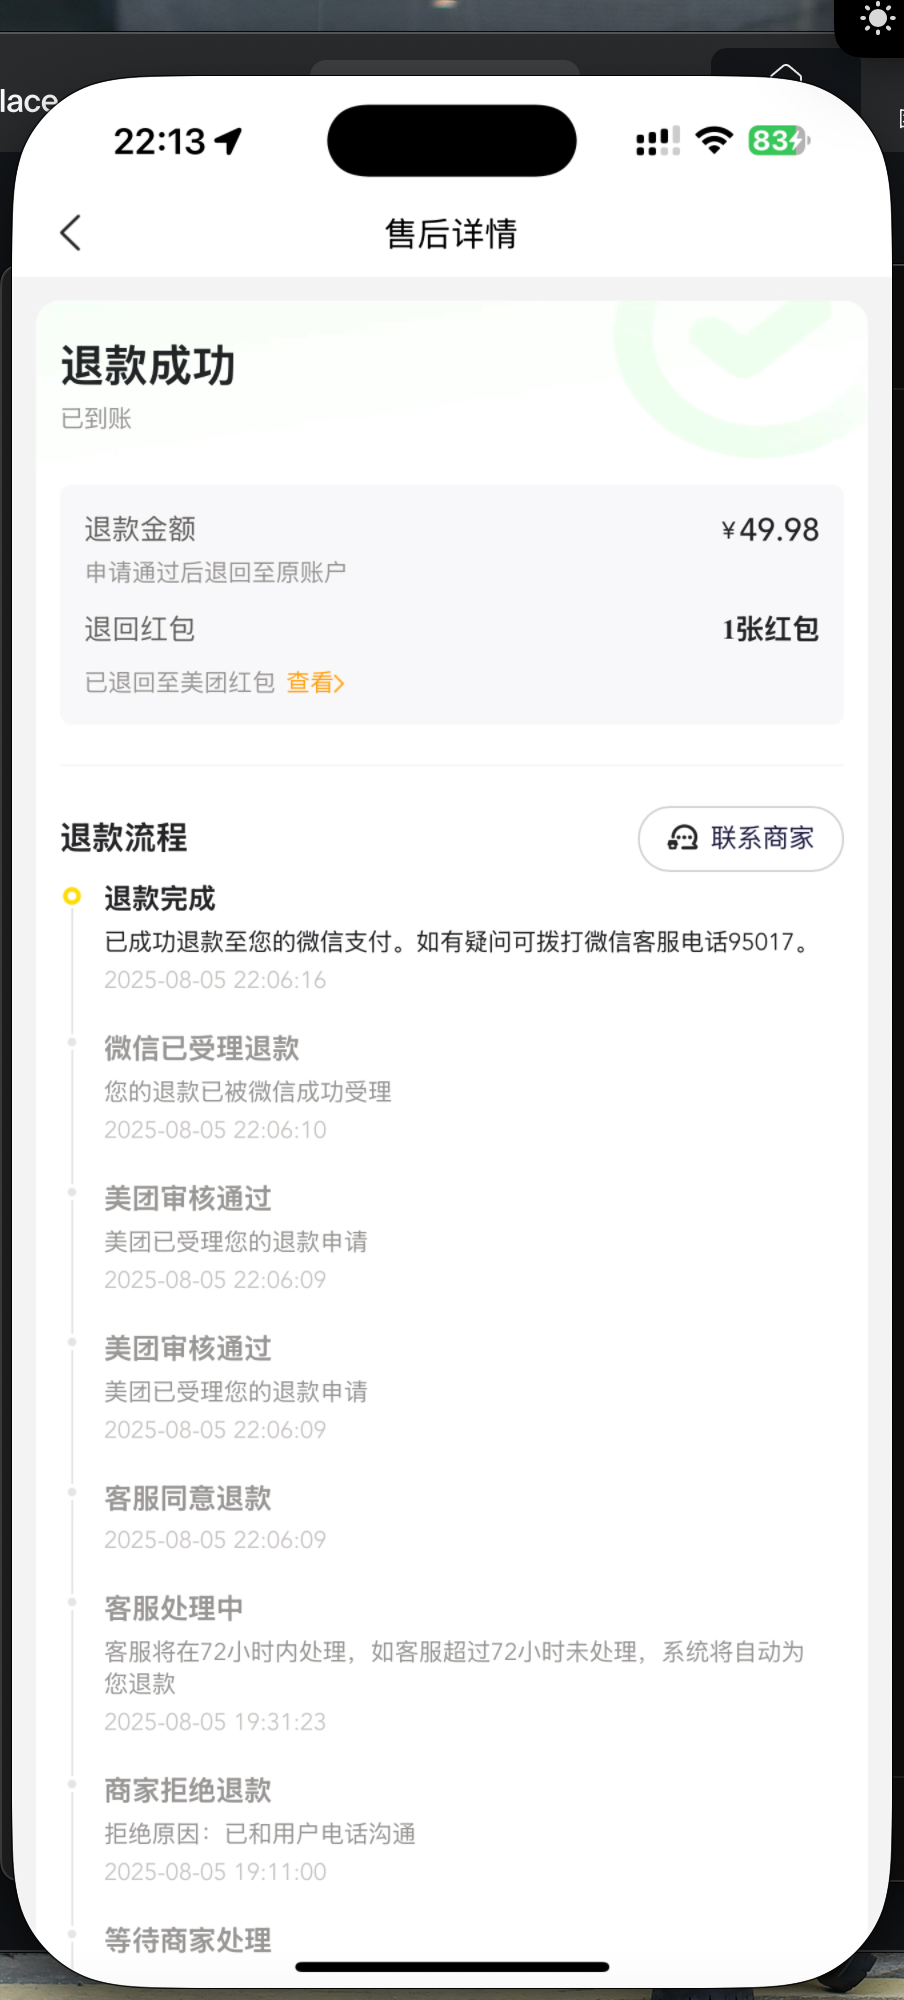 lace
22:13
83
售后详情
退款成功
已到账
退款金额
¥49.98
申请通过后退回至原账户
退回红包
1张红包
已退回至美团红包 查看>
退款流程
联系商家
退款完成
已成功退款至您的微信支付。如有疑问可拨打微信客服电话95017。
2025-08-05 22:06:16
微信已受理退款
您的退款已被微信成功受理
2025-08-05 22:06:10
美团审核通过
美团已受理您的退款申请
2025-08-05 22:06:09
美团审核通过
美团已受理您的退款申请
2025-08-05 22:06:09
客服同意退款
2025-08-05 22:06:09
客服处理中
客服将在72小时内处理，如客服超过72小时未处理，系统将自动为
您退款
2025-08-05 19:31:23
商家拒绝退款
拒绝原因：已和用户电话沟通
2025-08-05 19:11:00
等待商家处理